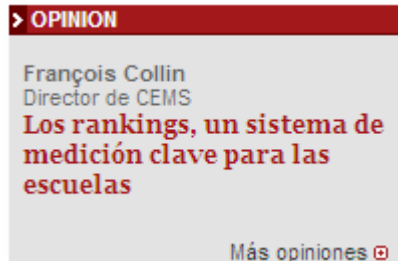 OPINION
François Collin
Director de CEMS
Los rankings, un sistema de
medición clave para las
escuelas
Más opiniones